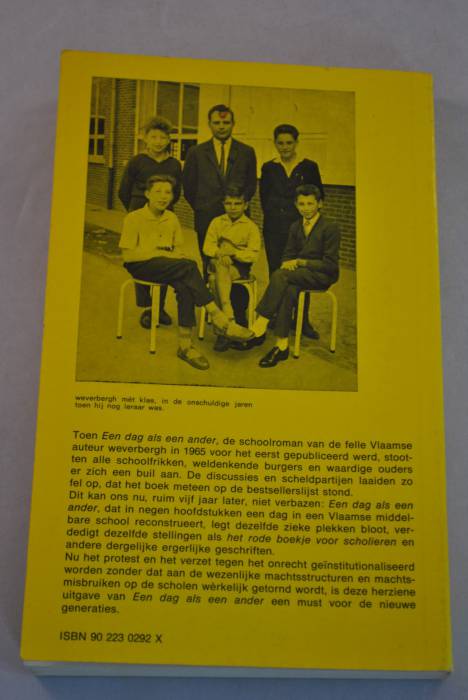 weverbergh mét klas, in de onschuldige jaren
toen hij nog leraar was.
Toen Een dag als een ander, de schoolroman van de felle Vlaamse
auteur weverbergh in 1965 voor het eerst gepubliceerd werd, stoot-
ten alle schoolfrikken, weldenkende burgers en waardige ouders
er zich een buil aan. De discussies en scheldpartijen laaiden zo
fel op, dat het boek meteen op de bestsellerslijst stond.
Dit kan ons nu, ruim vijf jaar later, niet verbazen: Een dag als een
ander, dat in negen hoofdstukken een dag in een Vlaamse middel-
bare school reconstrueert, legt dezelfde zieke plekken bloot, ver-
dedigt dezelfde stellingen als het rode boekje voor scholieren en
andere dergelijke ergerlijke geschriften.
Nu het protest en het verzet tegen het onrecht geïnstitutionaliseerd
worden zonder dat aan de wezenlijke machtsstructuren en machts-
misbruiken op de scholen wèrkelijk getornd wordt, is deze herziene
uitgave van Een dag als een ander een must voor de nieuwe
generaties.
ISBN 90 223 0292 X